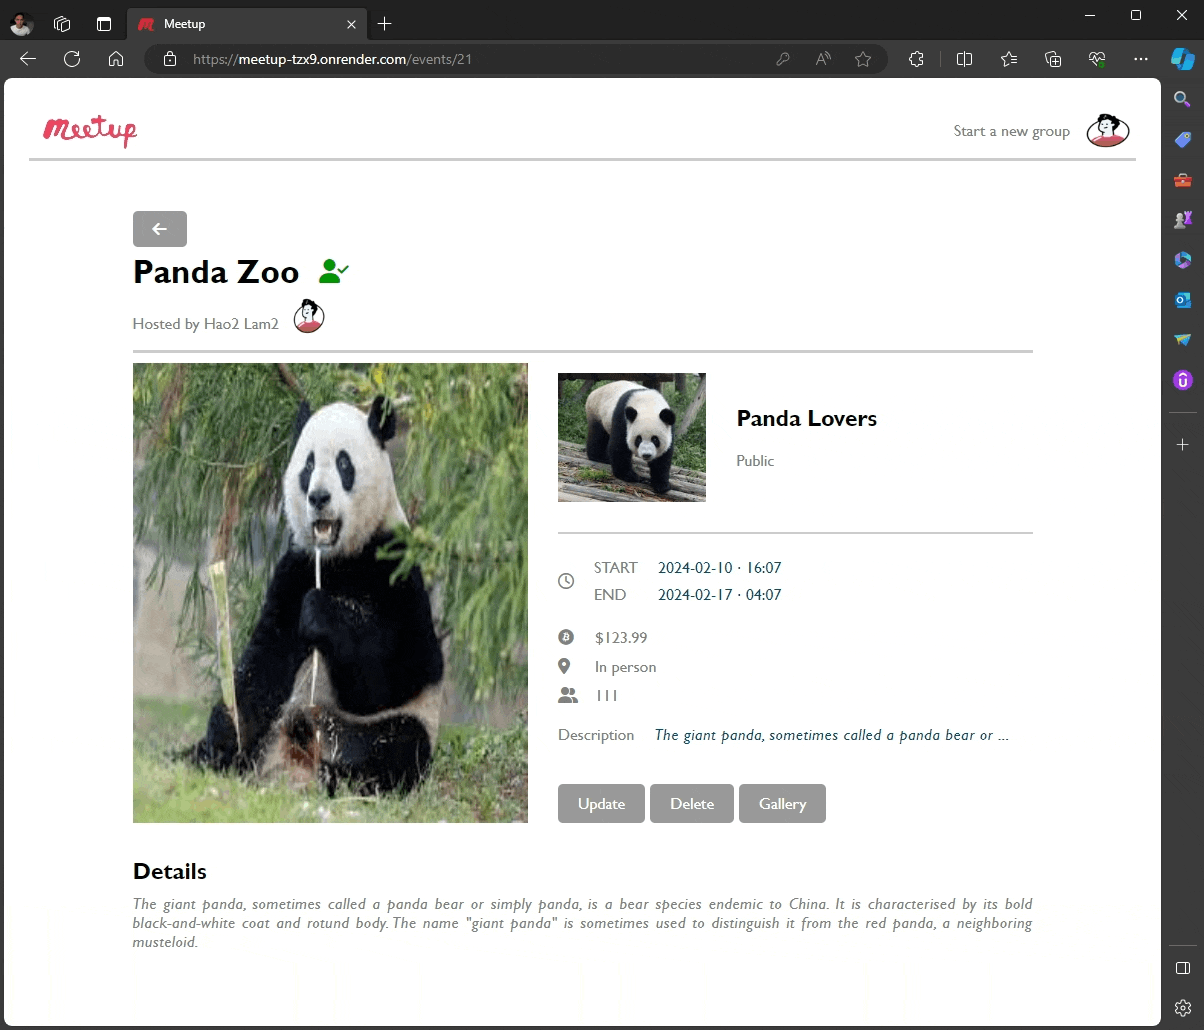 Meetup
https://meetup-tzx9.onrender.com/events/21
meetup
Start a new group
Panda Zoo
Hosted by Hao2 Lam2
Panda Lovers
Public
START 2024-02-10 · 16:07
END 2024-02-17 · 04:07
$123.99
In person
111
Description The giant panda, sometimes called a panda bear or ...
Update Delete Gallery
Details
The giant panda, sometimes called a panda bear or simply panda, is a bear species endemic to China. It is characterised by its bold
black-and-white coat and rotund body. The name "giant panda" is sometimes used to distinguish it from the red panda, a neighboring
musteloid.